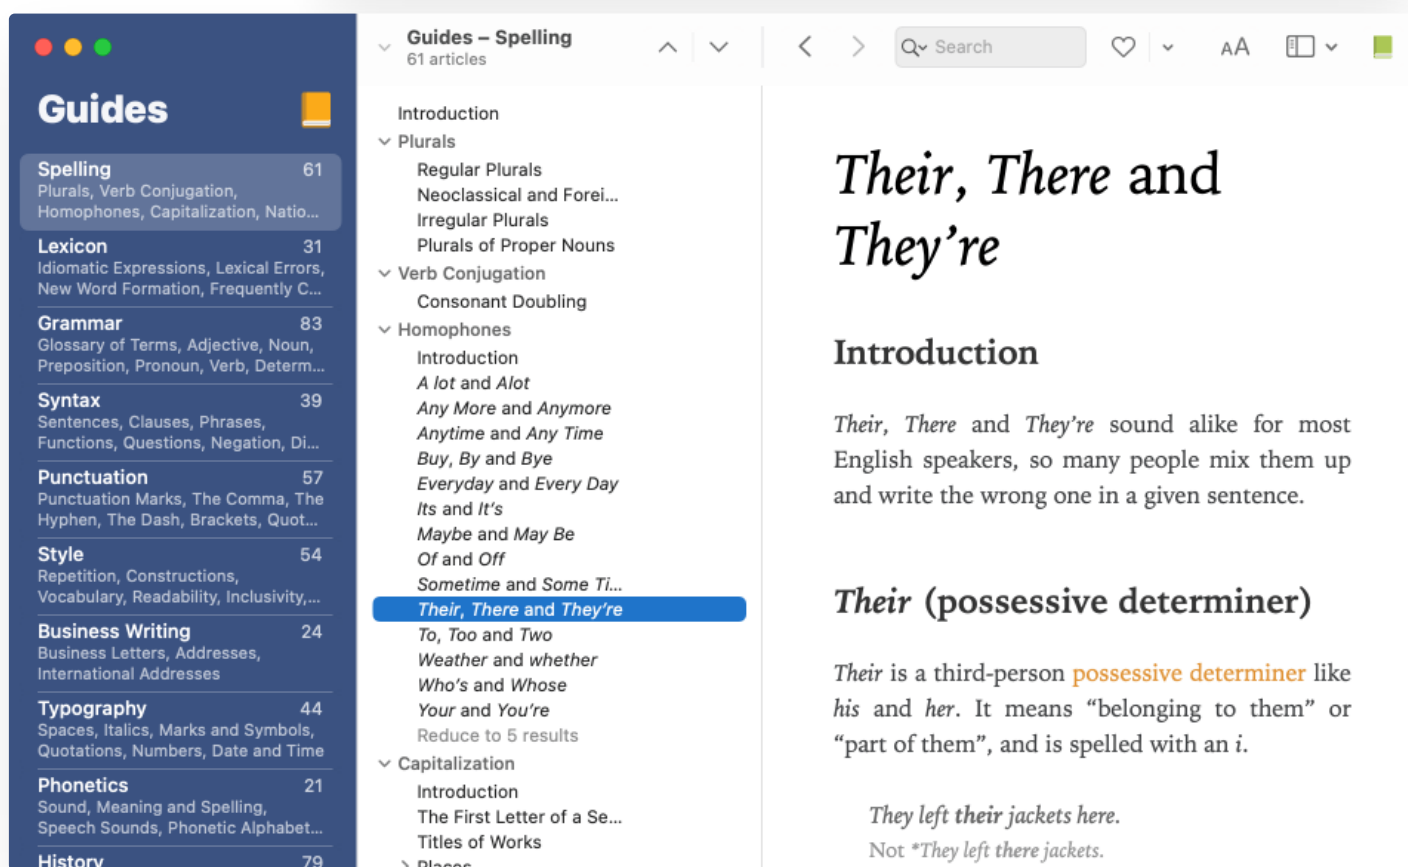 Guides
Spelling 61
Plurals, Verb Conjugation,
Homophones, Capitalization, Natio...
Lexicon 31
Idiomatic Expressions, Lexical Errors,
New Word Formation, Frequently C...
Grammar 83
Glossary of Terms, Adjective, Noun,
Preposition, Pronoun, Verb, Determ...
Syntax 39
Sentences, Clauses, Phrases,
Functions, Questions, Negation, Di...
Punctuation 57
Punctuation Marks, The Comma, The
Hyphen, The Dash, Brackets, Quot...
Style 54
Repetition, Constructions,
Vocabulary, Readability, Inclusivity,...
Business Writing 24
Business Letters, Addresses,
International Addresses
Typography 44
Spaces, Italics, Marks and Symbols,
Quotations, Numbers, Date and Time
Phonetics 21
Sound, Meaning and Spelling,
Speech Sounds, Phonetic Alphabet...
History 79
Guides – Spelling
61 articles
Search
AA
Introduction
Plurals
Regular Plurals
Neoclassical and Forei...
Irregular Plurals
Plurals of Proper Nouns
Verb Conjugation
Consonant Doubling
Homophones
Introduction
A lot and Alot
Any More and Anymore
Anytime and Any Time
Buy, By and Bye
Everyday and Every Day
Its and It’s
Maybe and May Be
Of and Off
Sometime and Some Ti...
Their, There and They’re
To, Too and Two
Weather and whether
Who’s and Whose
Your and You’re
Reduce to 5 results
Capitalization
Introduction
The First Letter of a Se...
Titles of Works
Places
Their, There and
They’re
Introduction
Their, There and They’re sound alike for most
English speakers, so many people mix them up
and write the wrong one in a given sentence.
Their (possessive determiner)
Their is a third-person possessive determiner like
his and her. It means “belonging to them” or
“part of them”, and is spelled with an i.
They left their jackets here.
Not *They left there jackets.